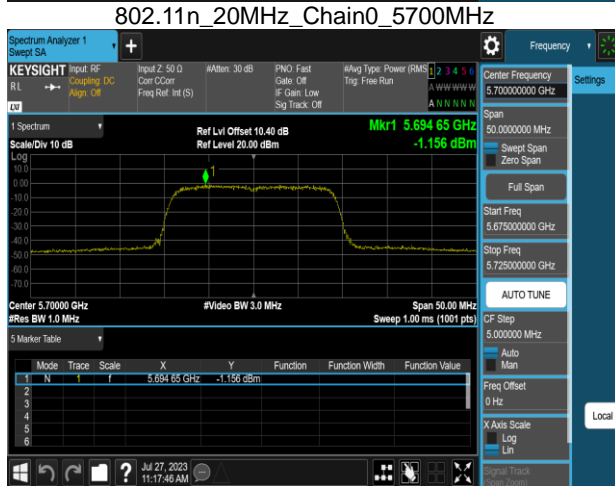 802.11n_20MHz_Chain0_5700MHz
Spectrum Analyzer 1
Swept SA
+
Frequency
KEYSIGHT
RL
LXI
Input: RF
Coupling: DC
Align: Off
Input Z: 50 Ω
Corr CCorr
Freq Ref: Int (S)
#Atten: 30 dB
PNO: Fast
Gate: Off
IF Gain: Low
Sig Track: Off
#Avg Type: Power (RMS
Trig: Free Run
1 2 3 4 5 6
A W W W W W
A N N N N N
Center Frequency
5.700000000 GHz
Settings
1 Spectrum
Scale/Div 10 dB
Ref Lvl Offset 10.40 dB
Ref Level 20.00 dBm
Mkr1 5.694 65 GHz
-1.156 dBm
Log
10.0
0.00
-10.0
-20.0
-30.0
-40.0
-50.0
-60.0
-70.0
1
Center 5.70000 GHz
#Res BW 1.0 MHz
#Video BW 3.0 MHz
Span 50.00 MHz
Sweep 1.00 ms (1001 pts)
Span
50.0000000 MHz
Swept Span
Zero Span
Full Span
Start Freq
5.675000000 GHz
Stop Freq
5.725000000 GHz
AUTO TUNE
CF Step
5.000000 MHz
Auto
Man
Freq Offset
0 Hz
X Axis Scale
Log
Lin
Signal Track
(Span Zoom)
Local
5 Marker Table
Mode Trace Scale X Y Function Function Width Function Value
1 N 1 f 5.694 65 GHz -1.156 dBm
2
3
4
5
6
?
Jul 27, 2023
11:17:46 AM